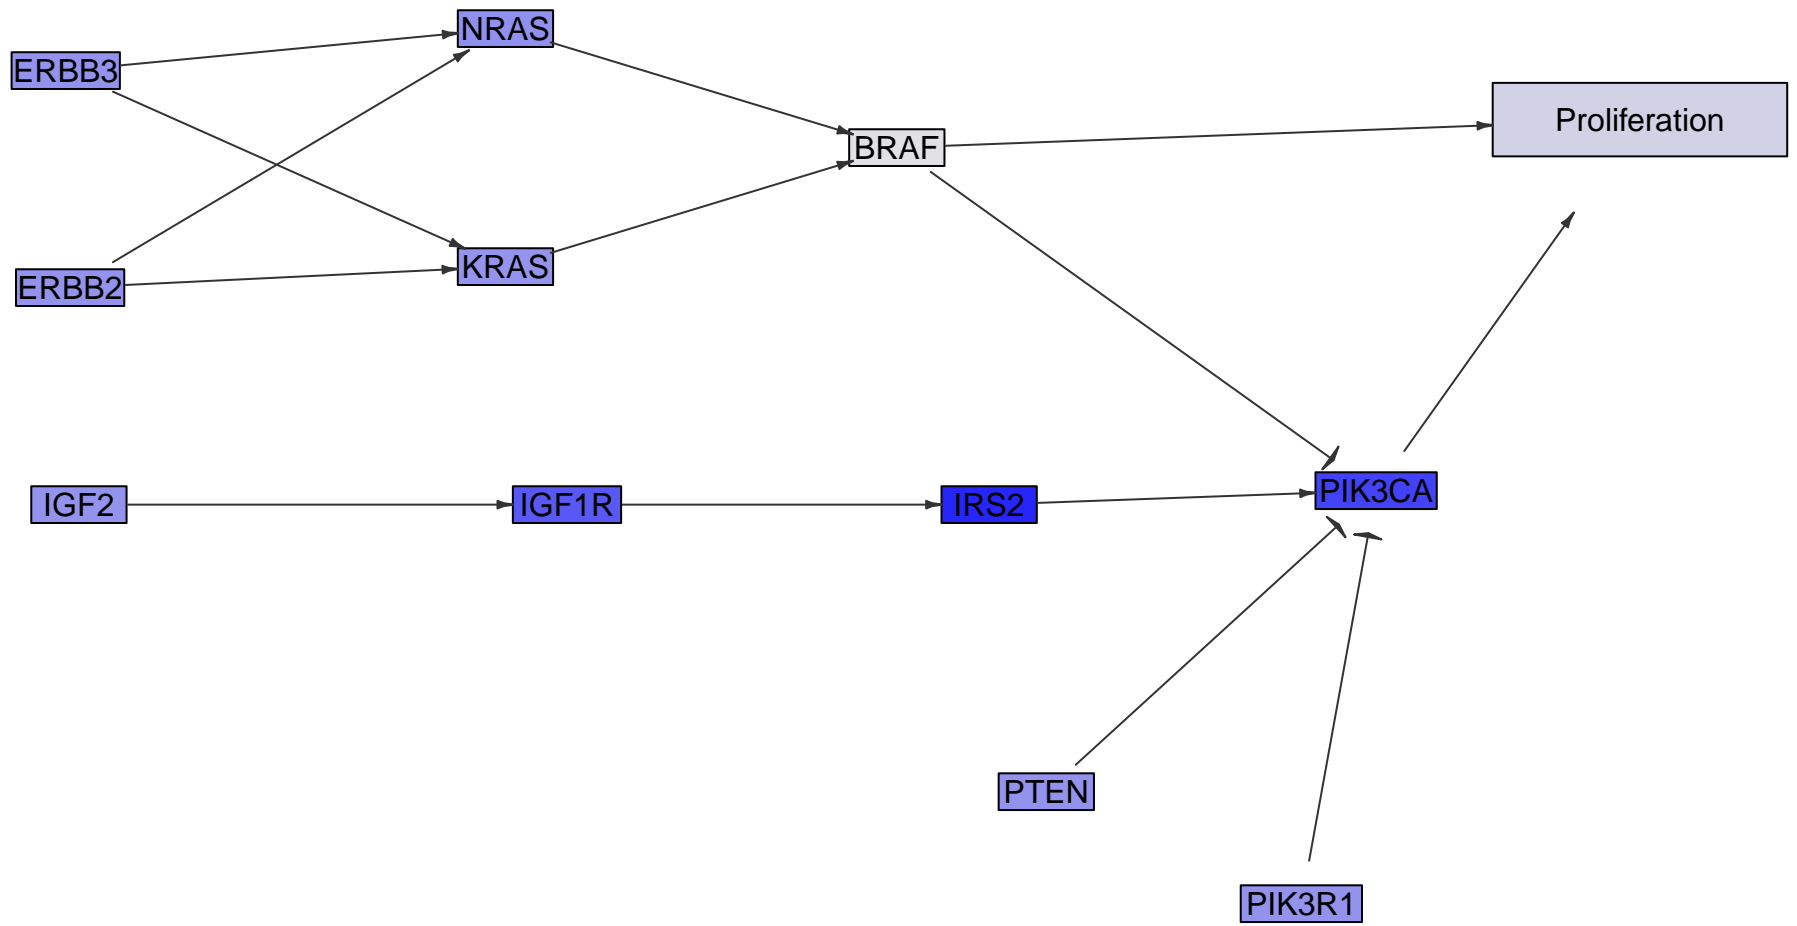 NRAS
ERBB3
Proliferation
BRAF
KRAS
ERBB2
IGF2
IGF1R
IRS2
PIK3CA
PTEN
PIK3R1